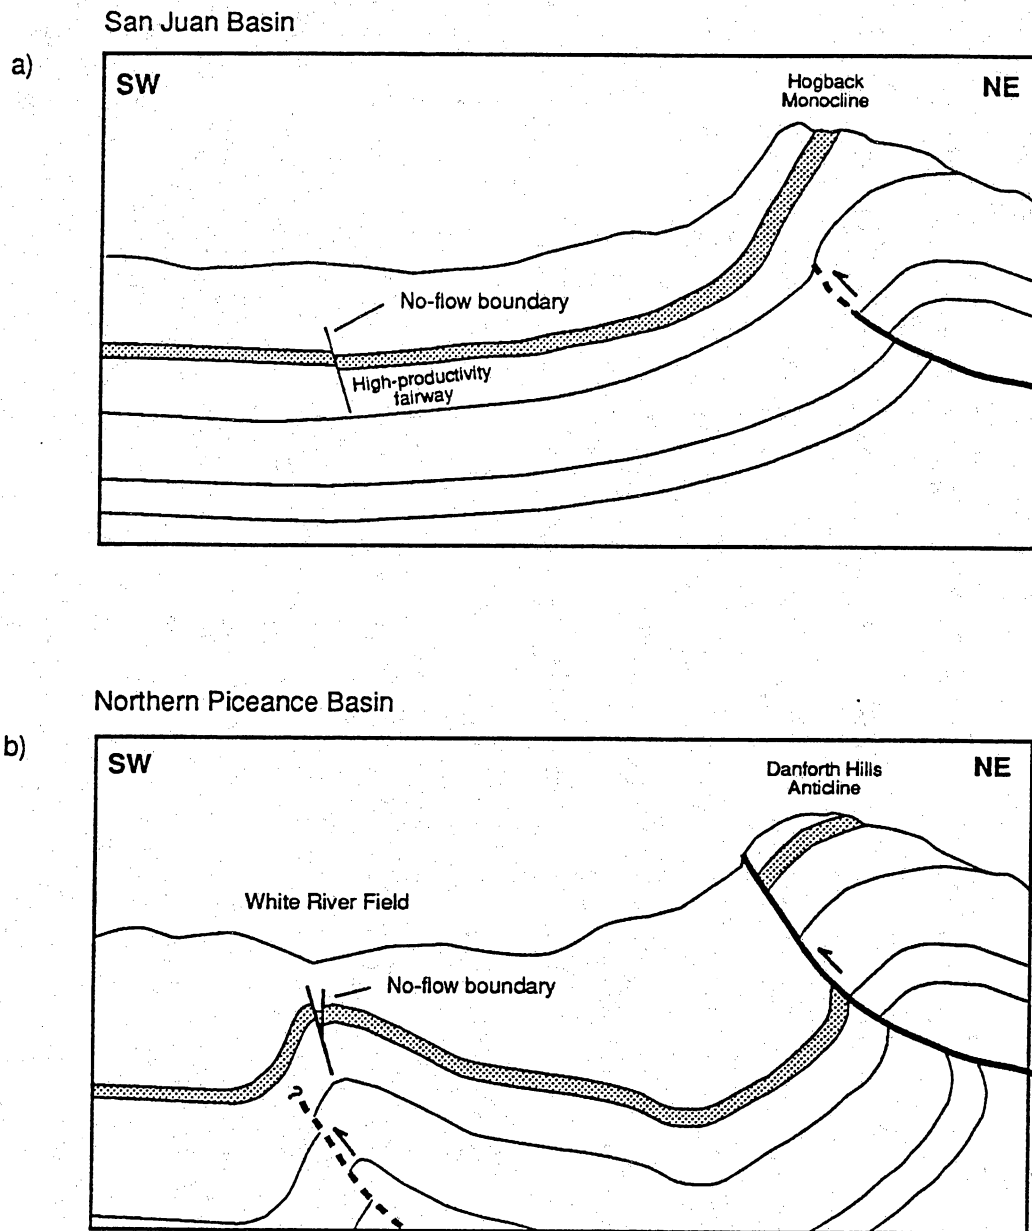 San Juan Basin
a)
SW
Hogback
Monocline
NE
No-flow boundary
High-productivity
fairway
Northern Piceance Basin
b)
SW
Danforth Hills
Anticline
NE
White River Field
No-flow boundary
?